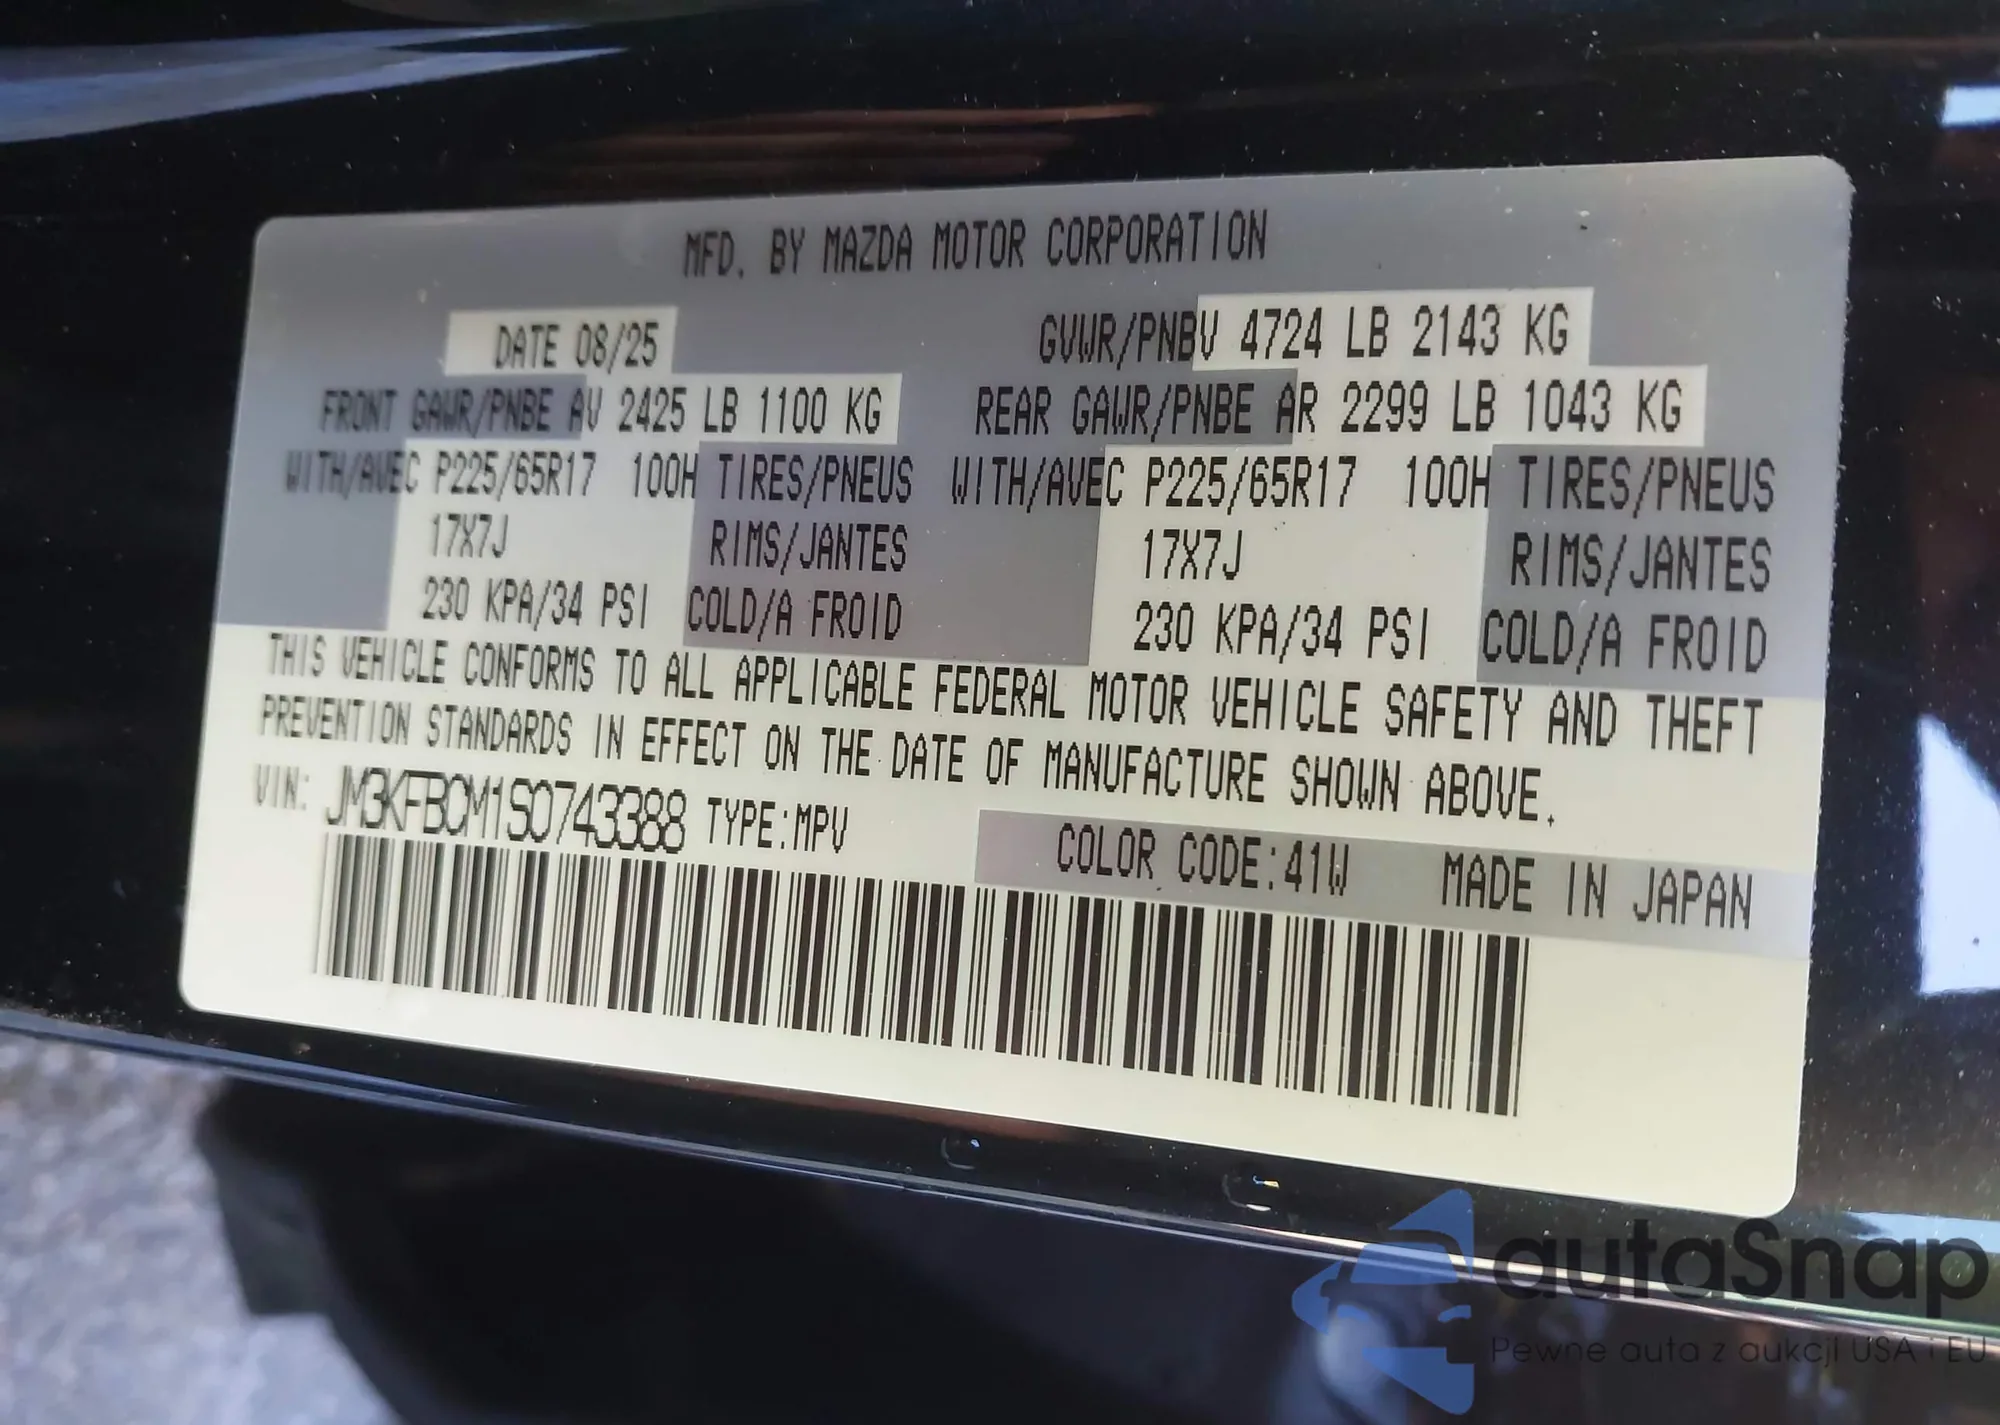 MFD. BY MAZDA MOTOR CORPORATION
DATE 08/25 GVWR/PNBV 4724 LB 2143 KG
FRONT GAWR/PNBE AV 2425 LB 1100 KG REAR GAWR/PNBE AR 2299 LB 1043 KG
WITH/AVEC P225/65R17 100H TIRES/PNEUS WITH/AVEC P225/65R17 100H TIRES/PNEUS
17X7J RIMS/JANTES 17X7J RIMS/JANTES
230 KPA/34 PSI COLD/A FROID 230 KPA/34 PSI COLD/A FROID
THIS VEHICLE CONFORMS TO ALL APPLICABLE FEDERAL MOTOR VEHICLE SAFETY AND THEFT
PREVENTION STANDARDS IN EFFECT ON THE DATE OF MANUFACTURE SHOWN ABOVE.
VIN: JM3KFBCM1S0743388 TYPE:MPV
COLOR CODE:41W MADE IN JAPAN
autaSnap
Pewne auta z aukcji USA i EU